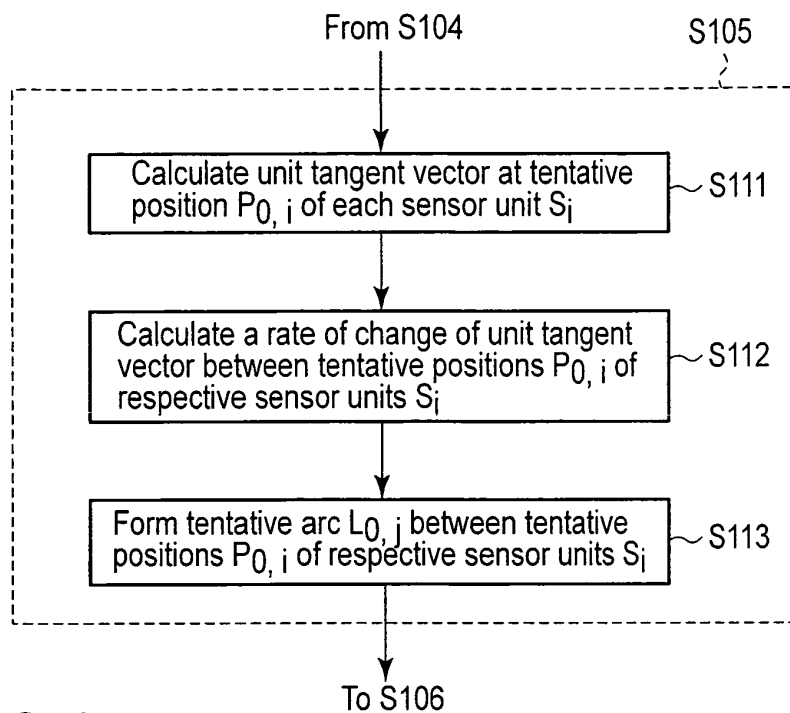 From S104
S105
Calculate unit tangent vector at tentative
position P0, i of each sensor unit Si
S111
Calculate a rate of change of unit tangent
vector between tentative positions P0, i of
respective sensor units Si
S112
Form tentative arc L0, j between tentative
positions P0, i of respective sensor units Si
S113
To S106